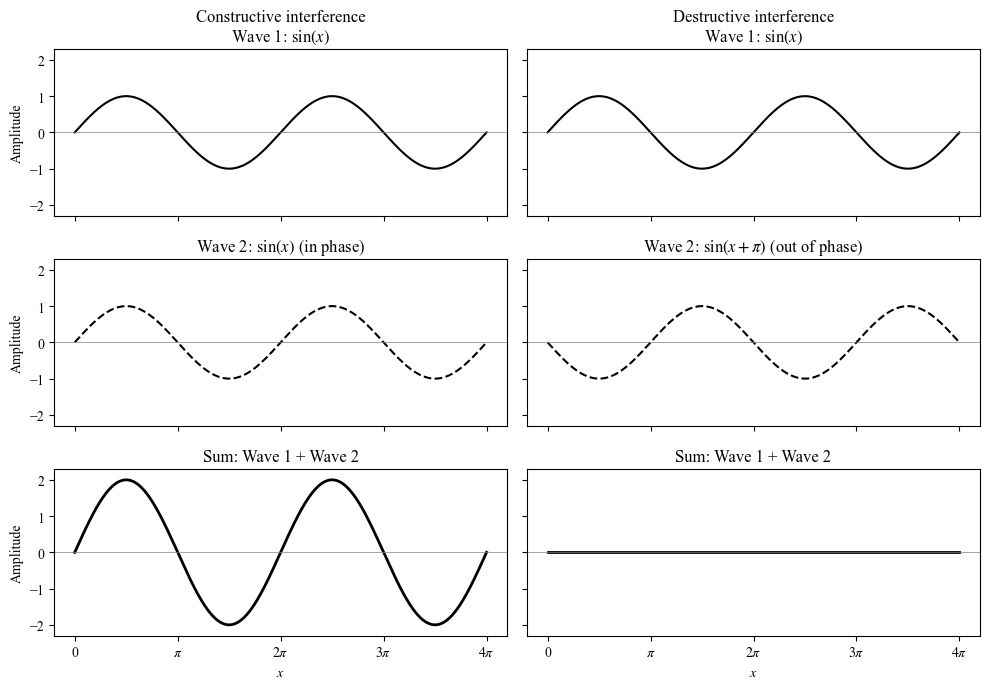 Constructive interference
Wave 1: sin(x)
Destructive interference
Wave 1: sin(x)
Amplitude
2
1
0
−1
−2
Wave 2: sin(x) (in phase)
Wave 2: sin(x + π) (out of phase)
Amplitude
2
1
0
−1
−2
Sum: Wave 1 + Wave 2
Sum: Wave 1 + Wave 2
Amplitude
2
1
0
−1
−2
0 π 2π 3π 4π
x
0 π 2π 3π 4π
x